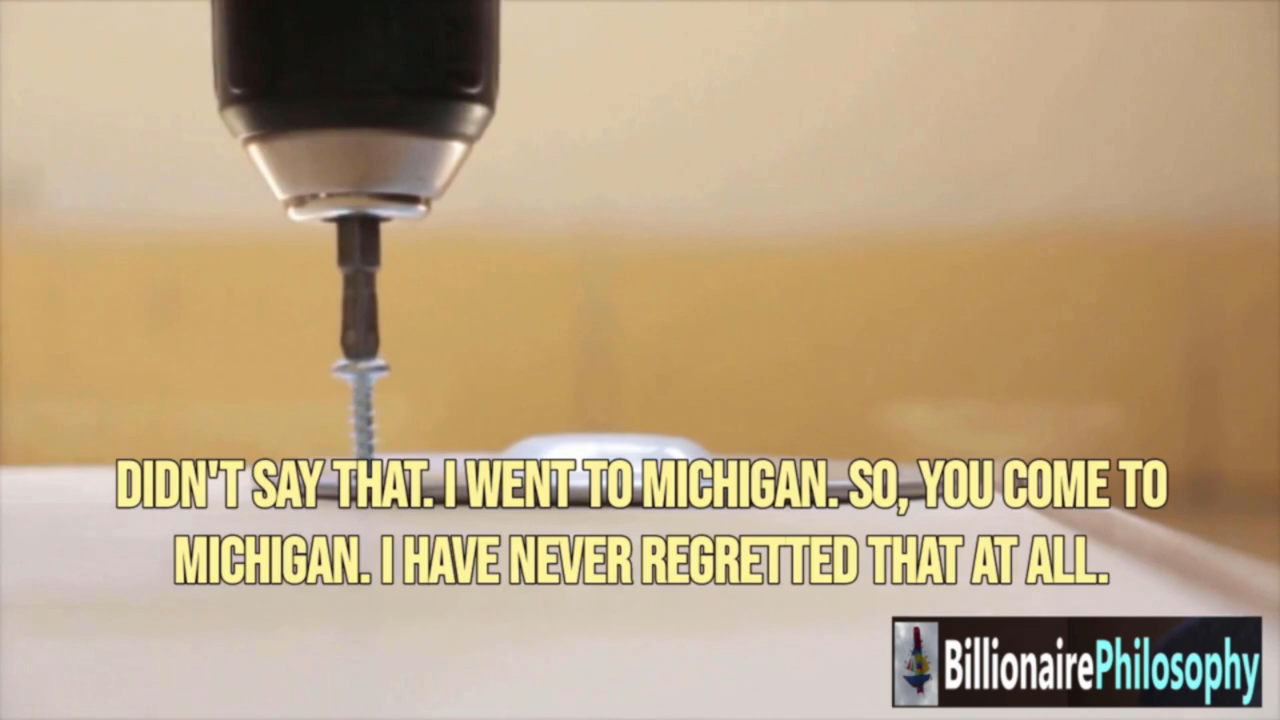 DIDN'T SAY THAT. I WENT TO MICHIGAN. SO, YOU COME TO
MICHIGAN. I HAVE NEVER REGRETTED THAT AT ALL.
BillionairePhilosophy